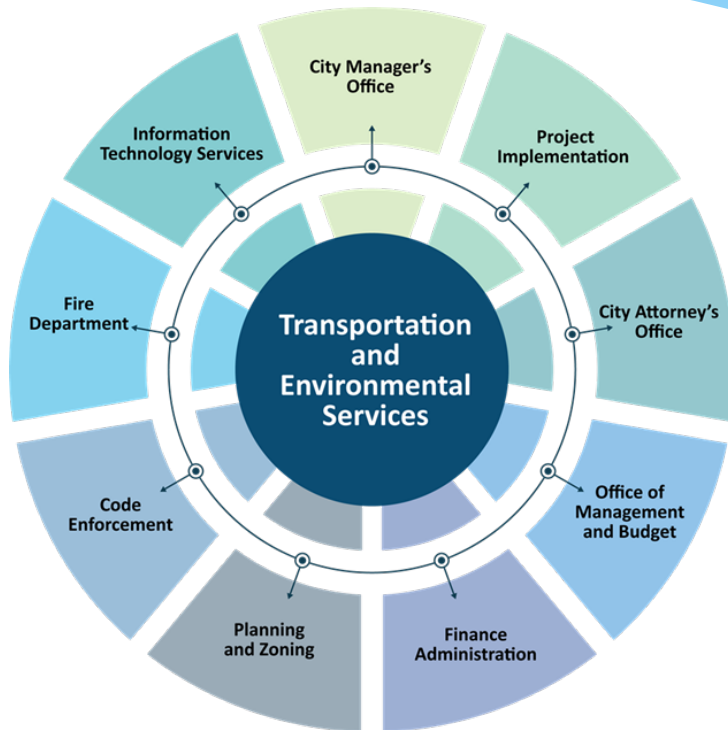 City Manager's
Office
Project
Implementation
City Attorney's
Office
Office of
Management
and Budget
Finance
Administration
Planning
and Zoning
Code
Enforcement
Fire
Department
Information
Technology Services
Transportation
and
Environmental
Services